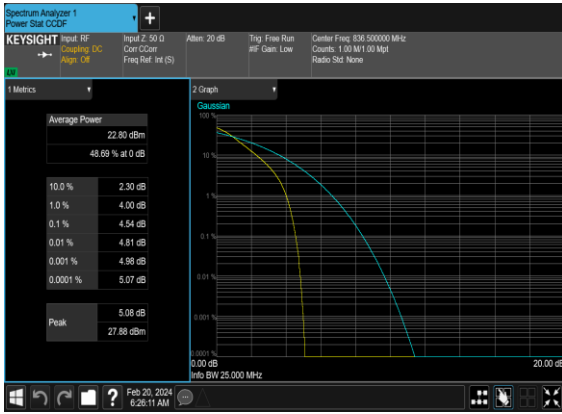 Spectrum Analyzer 1
Power Stat CCDF
KEYSIGHT
Input: RF
Coupling: DC
Align: Off
Input Z: 50 Ω
Corr CCorr
Freq Ref: Int (S)
Atten: 20 dB
Trig: Free Run
#IF Gain: Low
Center Freq: 836.500000 MHz
Counts: 1.00 M/1.00 Mpt
Radio Std: None
1 Metrics
2 Graph
Average Power
22.80 dBm
48.69 % at 0 dB
10.0 % 2.30 dB
1.0 % 4.00 dB
0.1 % 4.54 dB
0.01 % 4.81 dB
0.001 % 4.98 dB
0.0001 % 5.07 dB
Peak
5.08 dB
27.88 dBm
Gaussian
100 %
10 %
1 %
0.1 %
0.01 %
0.001 %
0.0001 %
0.00 dB
20.00 dB
Info BW 25.000 MHz
Feb 20, 2024
6:26:11 AM